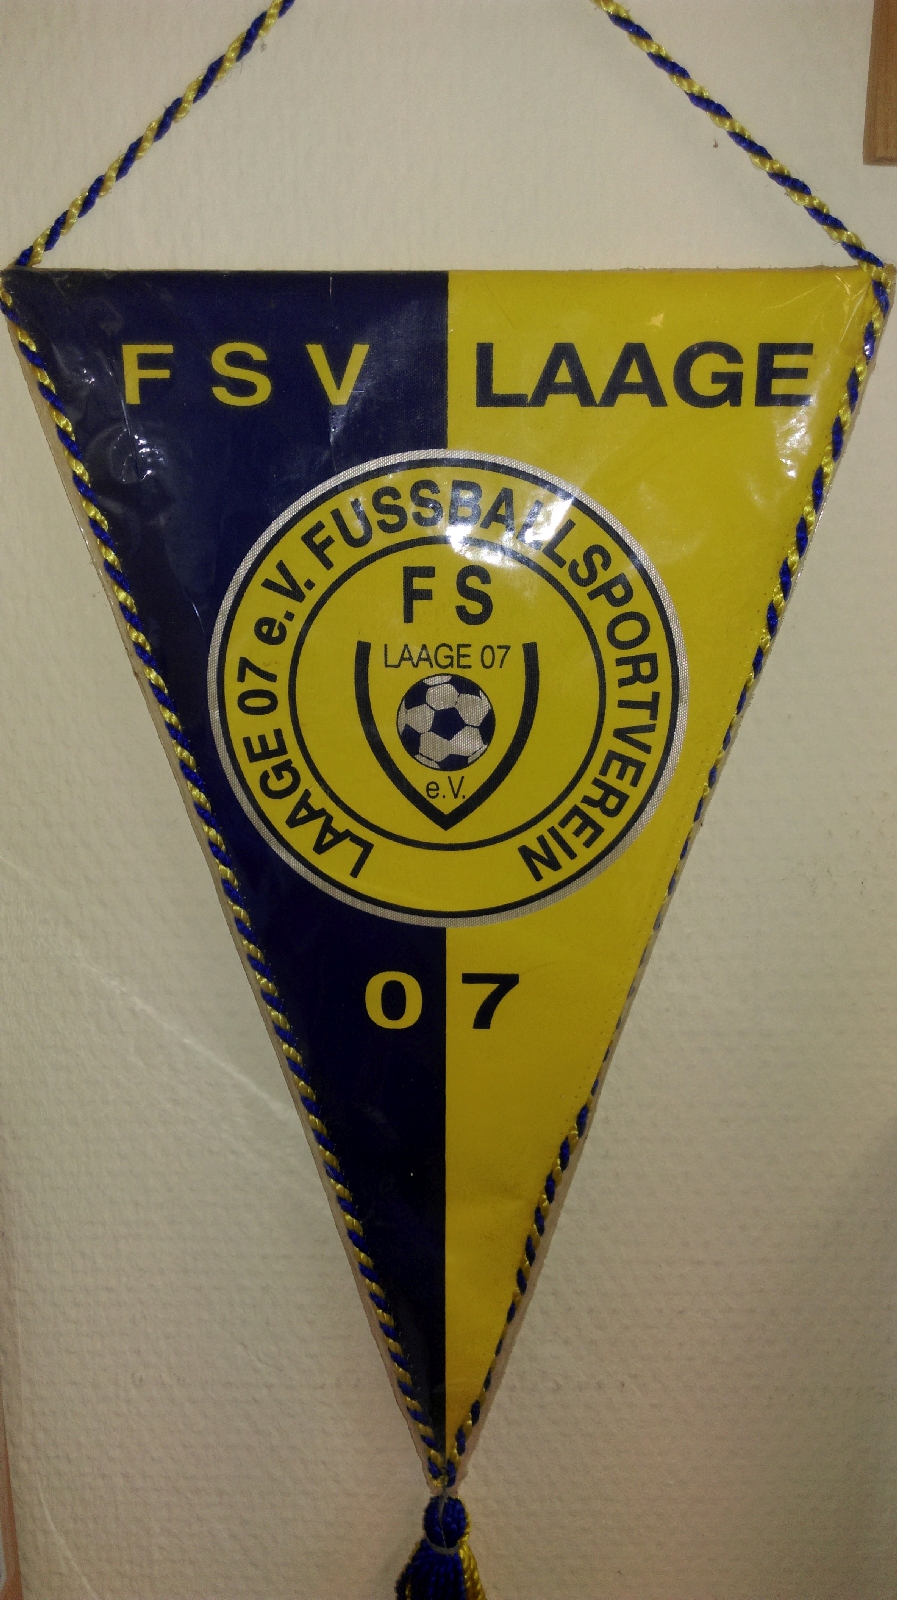 FSV LAAGE
LAAGE 07 e.V. FUSSBALLSPORTVEREIN
FS
LAAGE 07
e.V.
07